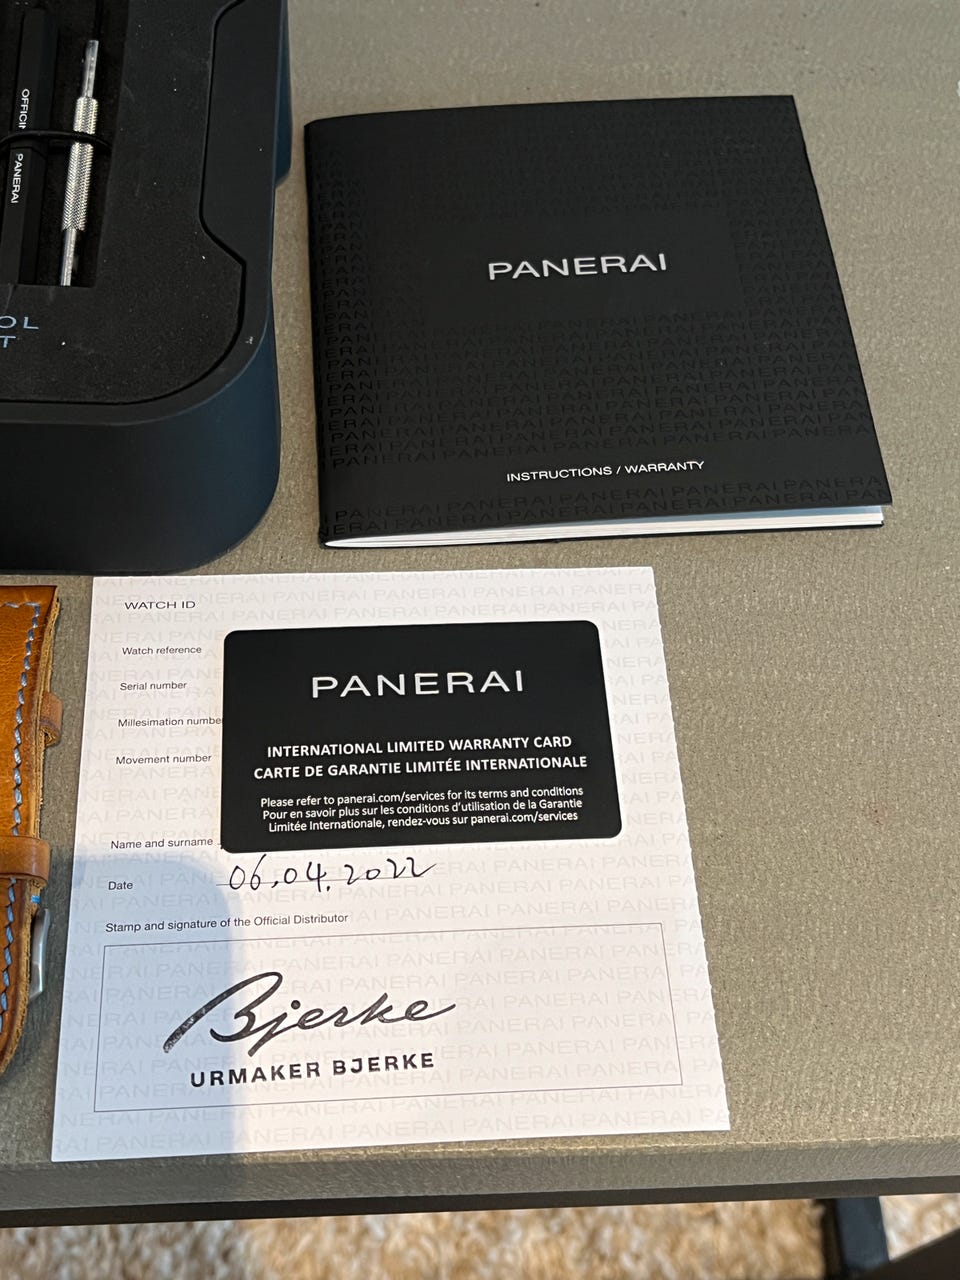 OFFICIN
PANERAI
OL
T
PANERAI
INSTRUCTIONS / WARRANTY
WATCH ID
Watch reference
Serial number
Millesimation numbe
Movement number
PANERAI
INTERNATIONAL LIMITED WARRANTY CARD
CARTE DE GARANTIE LIMITÉE INTERNATIONALE
Please refer to panerai.com/services for its terms and conditions
Pour en savoir plus sur les conditions d'utilisation de la Garantie
Limitée Internationale, rendez-vous sur panerai.com/services
Name and surname
Date 06.04.2022
Stamp and signature of the Official Distributor
Bjerke
URMAKER BJERKE